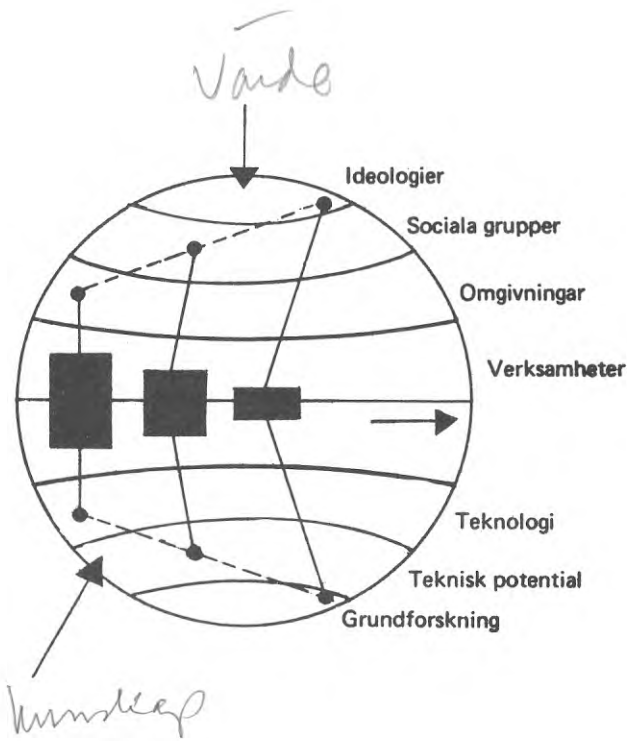 Värde
Ideologier
Sociala grupper
Omgivningar
Verksamheter
Teknologi
Teknisk potential
Grundforskning
kunskap